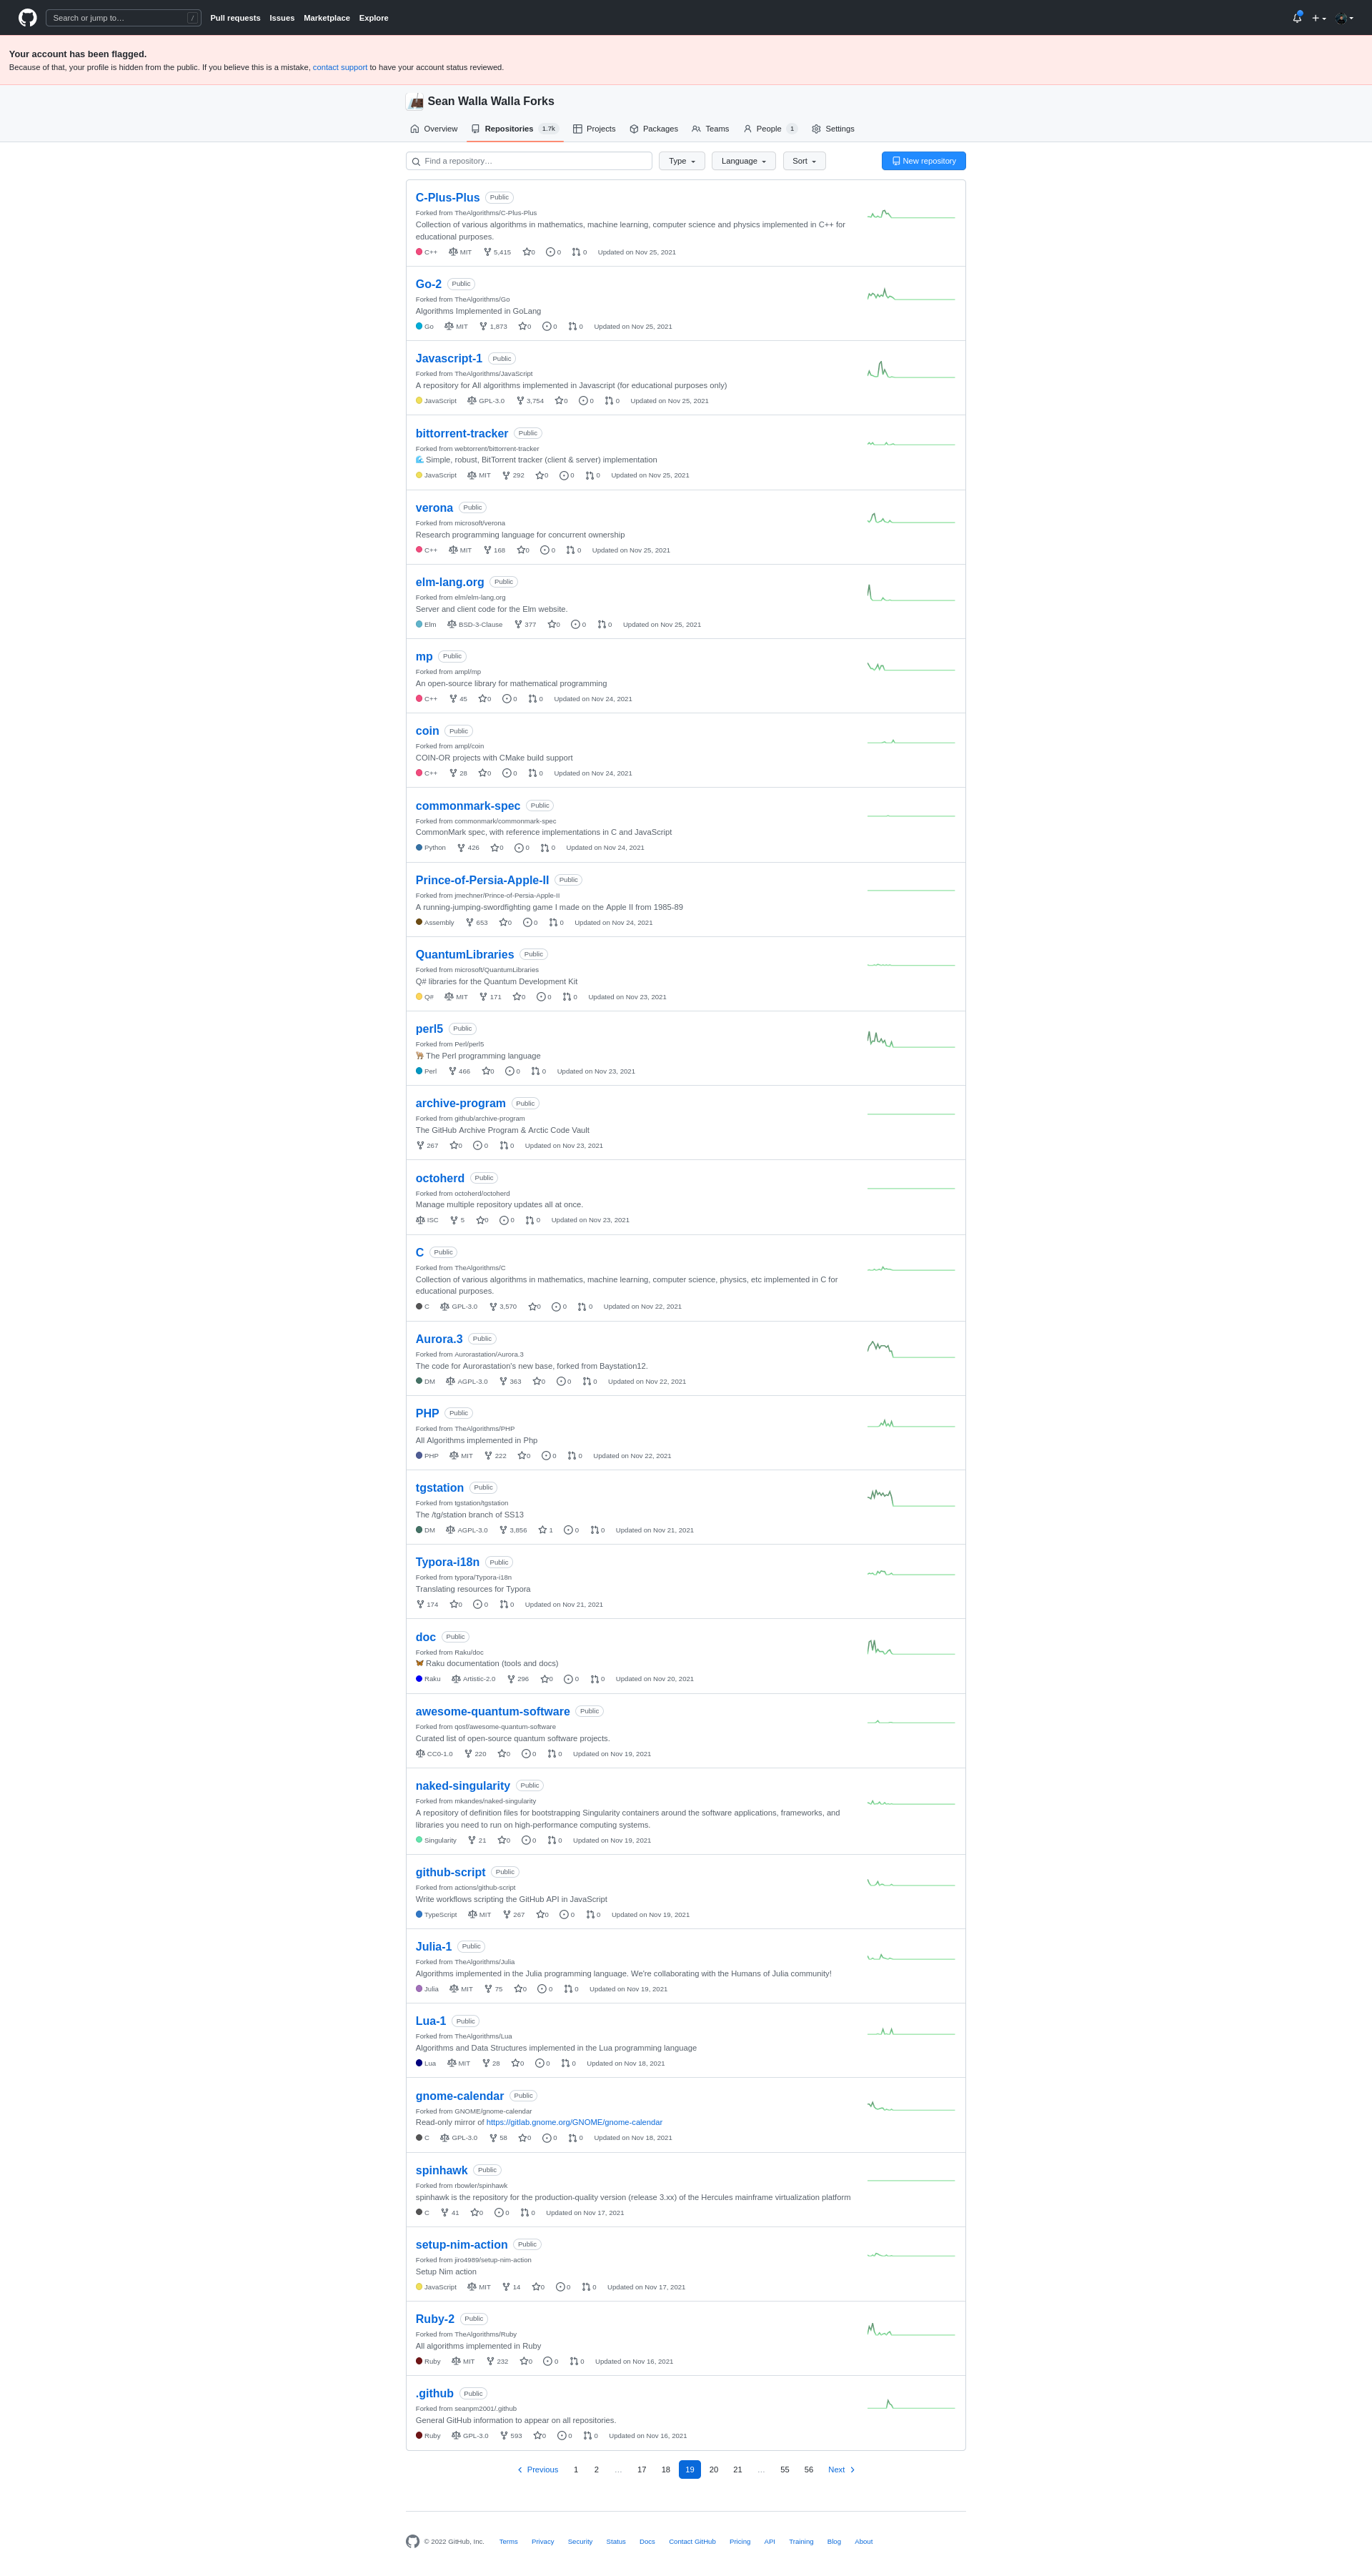 Search or jump to… /
Pull requests Issues Marketplace Explore
Your account has been flagged.
Because of that, your profile is hidden from the public. If you believe this is a mistake, contact support to have your account status reviewed.
Sean Walla Walla Forks
Overview Repositories 1.7k Projects Packages Teams People 1 Settings
Find a repository… Type Language Sort New repository
C-Plus-Plus Public
Forked from TheAlgorithms/C-Plus-Plus
Collection of various algorithms in mathematics, machine learning, computer science and physics implemented in C++ for
educational purposes.
C++ MIT 5,415 0 0 0 Updated on Nov 25, 2021
Go-2 Public
Forked from TheAlgorithms/Go
Algorithms Implemented in GoLang
Go MIT 1,873 0 0 0 Updated on Nov 25, 2021
Javascript-1 Public
Forked from TheAlgorithms/JavaScript
A repository for All algorithms implemented in Javascript (for educational purposes only)
JavaScript GPL-3.0 3,754 0 0 0 Updated on Nov 25, 2021
bittorrent-tracker Public
Forked from webtorrent/bittorrent-tracker
🌊 Simple, robust, BitTorrent tracker (client & server) implementation
JavaScript MIT 292 0 0 0 Updated on Nov 25, 2021
verona Public
Forked from microsoft/verona
Research programming language for concurrent ownership
C++ MIT 168 0 0 0 Updated on Nov 25, 2021
elm-lang.org Public
Forked from elm/elm-lang.org
Server and client code for the Elm website.
Elm BSD-3-Clause 377 0 0 0 Updated on Nov 25, 2021
mp Public
Forked from ampl/mp
An open-source library for mathematical programming
C++ 45 0 0 0 Updated on Nov 24, 2021
coin Public
Forked from ampl/coin
COIN-OR projects with CMake build support
C++ 28 0 0 0 Updated on Nov 24, 2021
commonmark-spec Public
Forked from commonmark/commonmark-spec
CommonMark spec, with reference implementations in C and JavaScript
Python 426 0 0 0 Updated on Nov 24, 2021
Prince-of-Persia-Apple-II Public
Forked from jmechner/Prince-of-Persia-Apple-II
A running-jumping-swordfighting game I made on the Apple II from 1985-89
Assembly 653 0 0 0 Updated on Nov 24, 2021
QuantumLibraries Public
Forked from microsoft/QuantumLibraries
Q# libraries for the Quantum Development Kit
Q# MIT 171 0 0 0 Updated on Nov 23, 2021
perl5 Public
Forked from Perl/perl5
🐪 The Perl programming language
Perl 466 0 0 0 Updated on Nov 23, 2021
archive-program Public
Forked from github/archive-program
The GitHub Archive Program & Arctic Code Vault
267 0 0 0 Updated on Nov 23, 2021
octoherd Public
Forked from octoherd/octoherd
Manage multiple repository updates all at once.
ISC 5 0 0 0 Updated on Nov 23, 2021
C Public
Forked from TheAlgorithms/C
Collection of various algorithms in mathematics, machine learning, computer science, physics, etc implemented in C for
educational purposes.
C GPL-3.0 3,570 0 0 0 Updated on Nov 22, 2021
Aurora.3 Public
Forked from Aurorastation/Aurora.3
The code for Aurorastation's new base, forked from Baystation12.
DM AGPL-3.0 363 0 0 0 Updated on Nov 22, 2021
PHP Public
Forked from TheAlgorithms/PHP
All Algorithms implemented in Php
PHP MIT 222 0 0 0 Updated on Nov 22, 2021
tgstation Public
Forked from tgstation/tgstation
The /tg/station branch of SS13
DM AGPL-3.0 3,856 1 0 0 Updated on Nov 21, 2021
Typora-i18n Public
Forked from typora/Typora-i18n
Translating resources for Typora
174 0 0 0 Updated on Nov 21, 2021
doc Public
Forked from Raku/doc
🦋 Raku documentation (tools and docs)
Raku Artistic-2.0 296 0 0 0 Updated on Nov 20, 2021
awesome-quantum-software Public
Forked from qosf/awesome-quantum-software
Curated list of open-source quantum software projects.
CC0-1.0 220 0 0 0 Updated on Nov 19, 2021
naked-singularity Public
Forked from mkandes/naked-singularity
A repository of definition files for bootstrapping Singularity containers around the software applications, frameworks, and
libraries you need to run on high-performance computing systems.
Singularity 21 0 0 0 Updated on Nov 19, 2021
github-script Public
Forked from actions/github-script
Write workflows scripting the GitHub API in JavaScript
TypeScript MIT 267 0 0 0 Updated on Nov 19, 2021
Julia-1 Public
Forked from TheAlgorithms/Julia
Algorithms implemented in the Julia programming language. We're collaborating with the Humans of Julia community!
Julia MIT 75 0 0 0 Updated on Nov 19, 2021
Lua-1 Public
Forked from TheAlgorithms/Lua
Algorithms and Data Structures implemented in the Lua programming language
Lua MIT 28 0 0 0 Updated on Nov 18, 2021
gnome-calendar Public
Forked from GNOME/gnome-calendar
Read-only mirror of https://gitlab.gnome.org/GNOME/gnome-calendar
C GPL-3.0 58 0 0 0 Updated on Nov 18, 2021
spinhawk Public
Forked from rbowler/spinhawk
spinhawk is the repository for the production-quality version (release 3.xx) of the Hercules mainframe virtualization platform
C 41 0 0 0 Updated on Nov 17, 2021
setup-nim-action Public
Forked from jiro4989/setup-nim-action
Setup Nim action
JavaScript MIT 14 0 0 0 Updated on Nov 17, 2021
Ruby-2 Public
Forked from TheAlgorithms/Ruby
All algorithms implemented in Ruby
Ruby MIT 232 0 0 0 Updated on Nov 16, 2021
.github Public
Forked from seanpm2001/.github
General GitHub information to appear on all repositories.
Ruby GPL-3.0 593 0 0 0 Updated on Nov 16, 2021
Previous 1 2 … 17 18 19 20 21 … 55 56 Next
© 2022 GitHub, Inc. Terms Privacy Security Status Docs Contact GitHub Pricing API Training Blog About